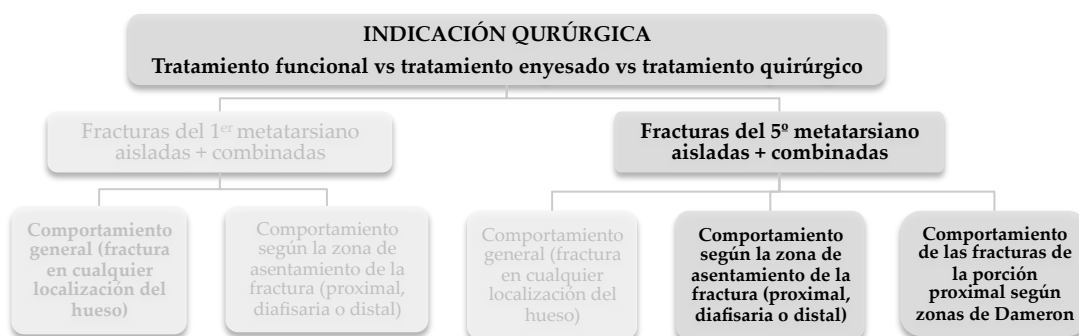 INDICACIÓN QURÚRGICA
Tratamiento funcional vs tratamiento enyesado vs tratamiento quirúrgico
Fracturas del 1er metatarsiano
aisladas + combinadas
Fracturas del 5º metatarsiano
aisladas + combinadas
Comportamiento
general (fractura
en cualquier
localización del
hueso)
Comportamiento
según la zona de
asentamiento de la
fractura (proximal,
diafisaria o distal)
Comportamiento
general (fractura
en cualquier
localización del
hueso)
Comportamiento
según la zona de
asentamiento de la
fractura (proximal,
diafisaria o distal)
Comportamiento
de las fracturas de
la porción
proximal según
zonas de Dameron